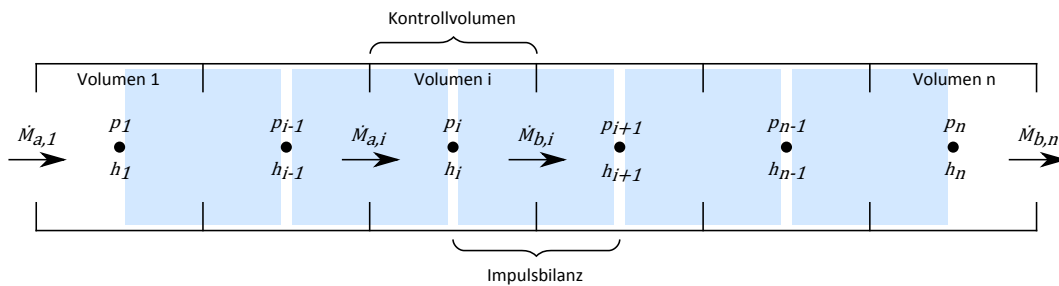 Kontrollvolumen
Volumen 1 Volumen i Volumen n
p1 pi-1 pi pi+1 pn-1 pn
Ṁa,1 Ṁa,i Ṁb,i Ṁb,n
h1 hi-1 hi hi+1 hn-1 hn
Impulsbilanz